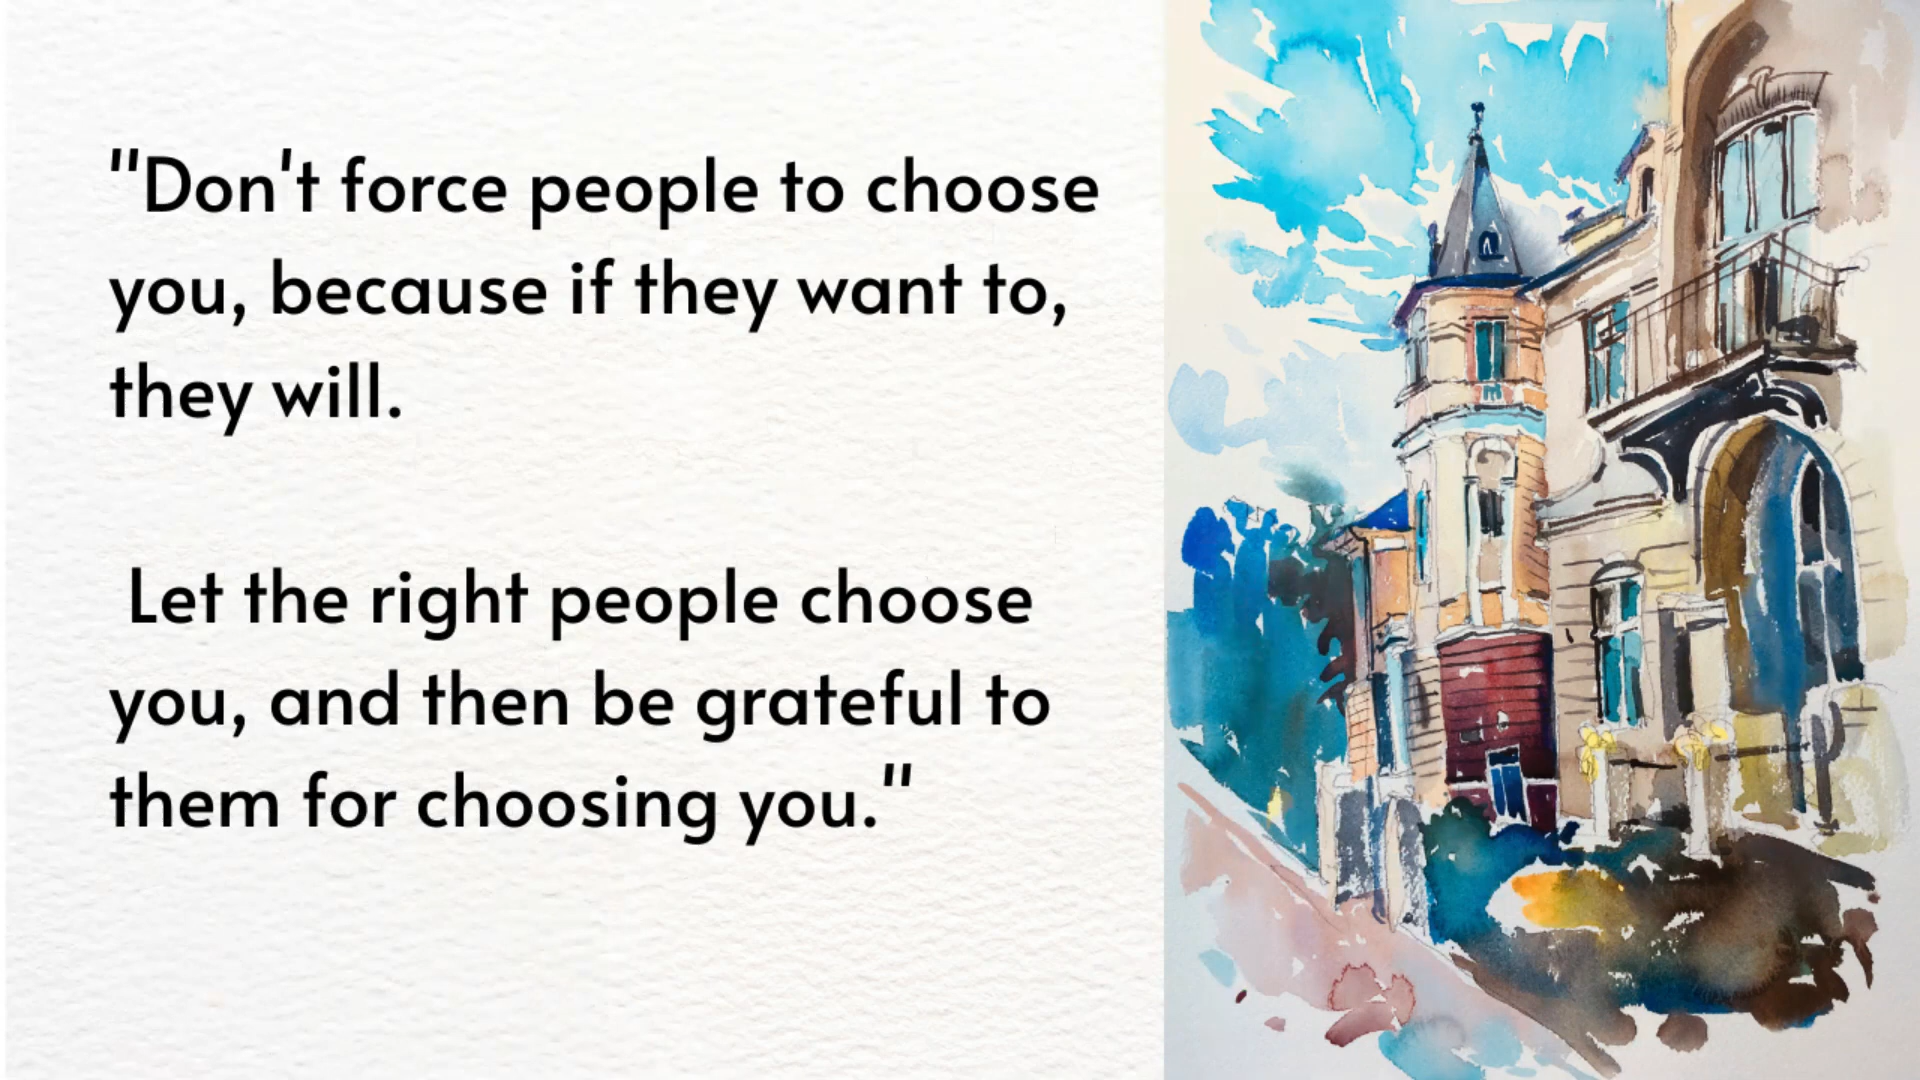 "Don't force people to choose
you, because if they want to,
they will.
Let the right people choose
you, and then be grateful to
them for choosing you."